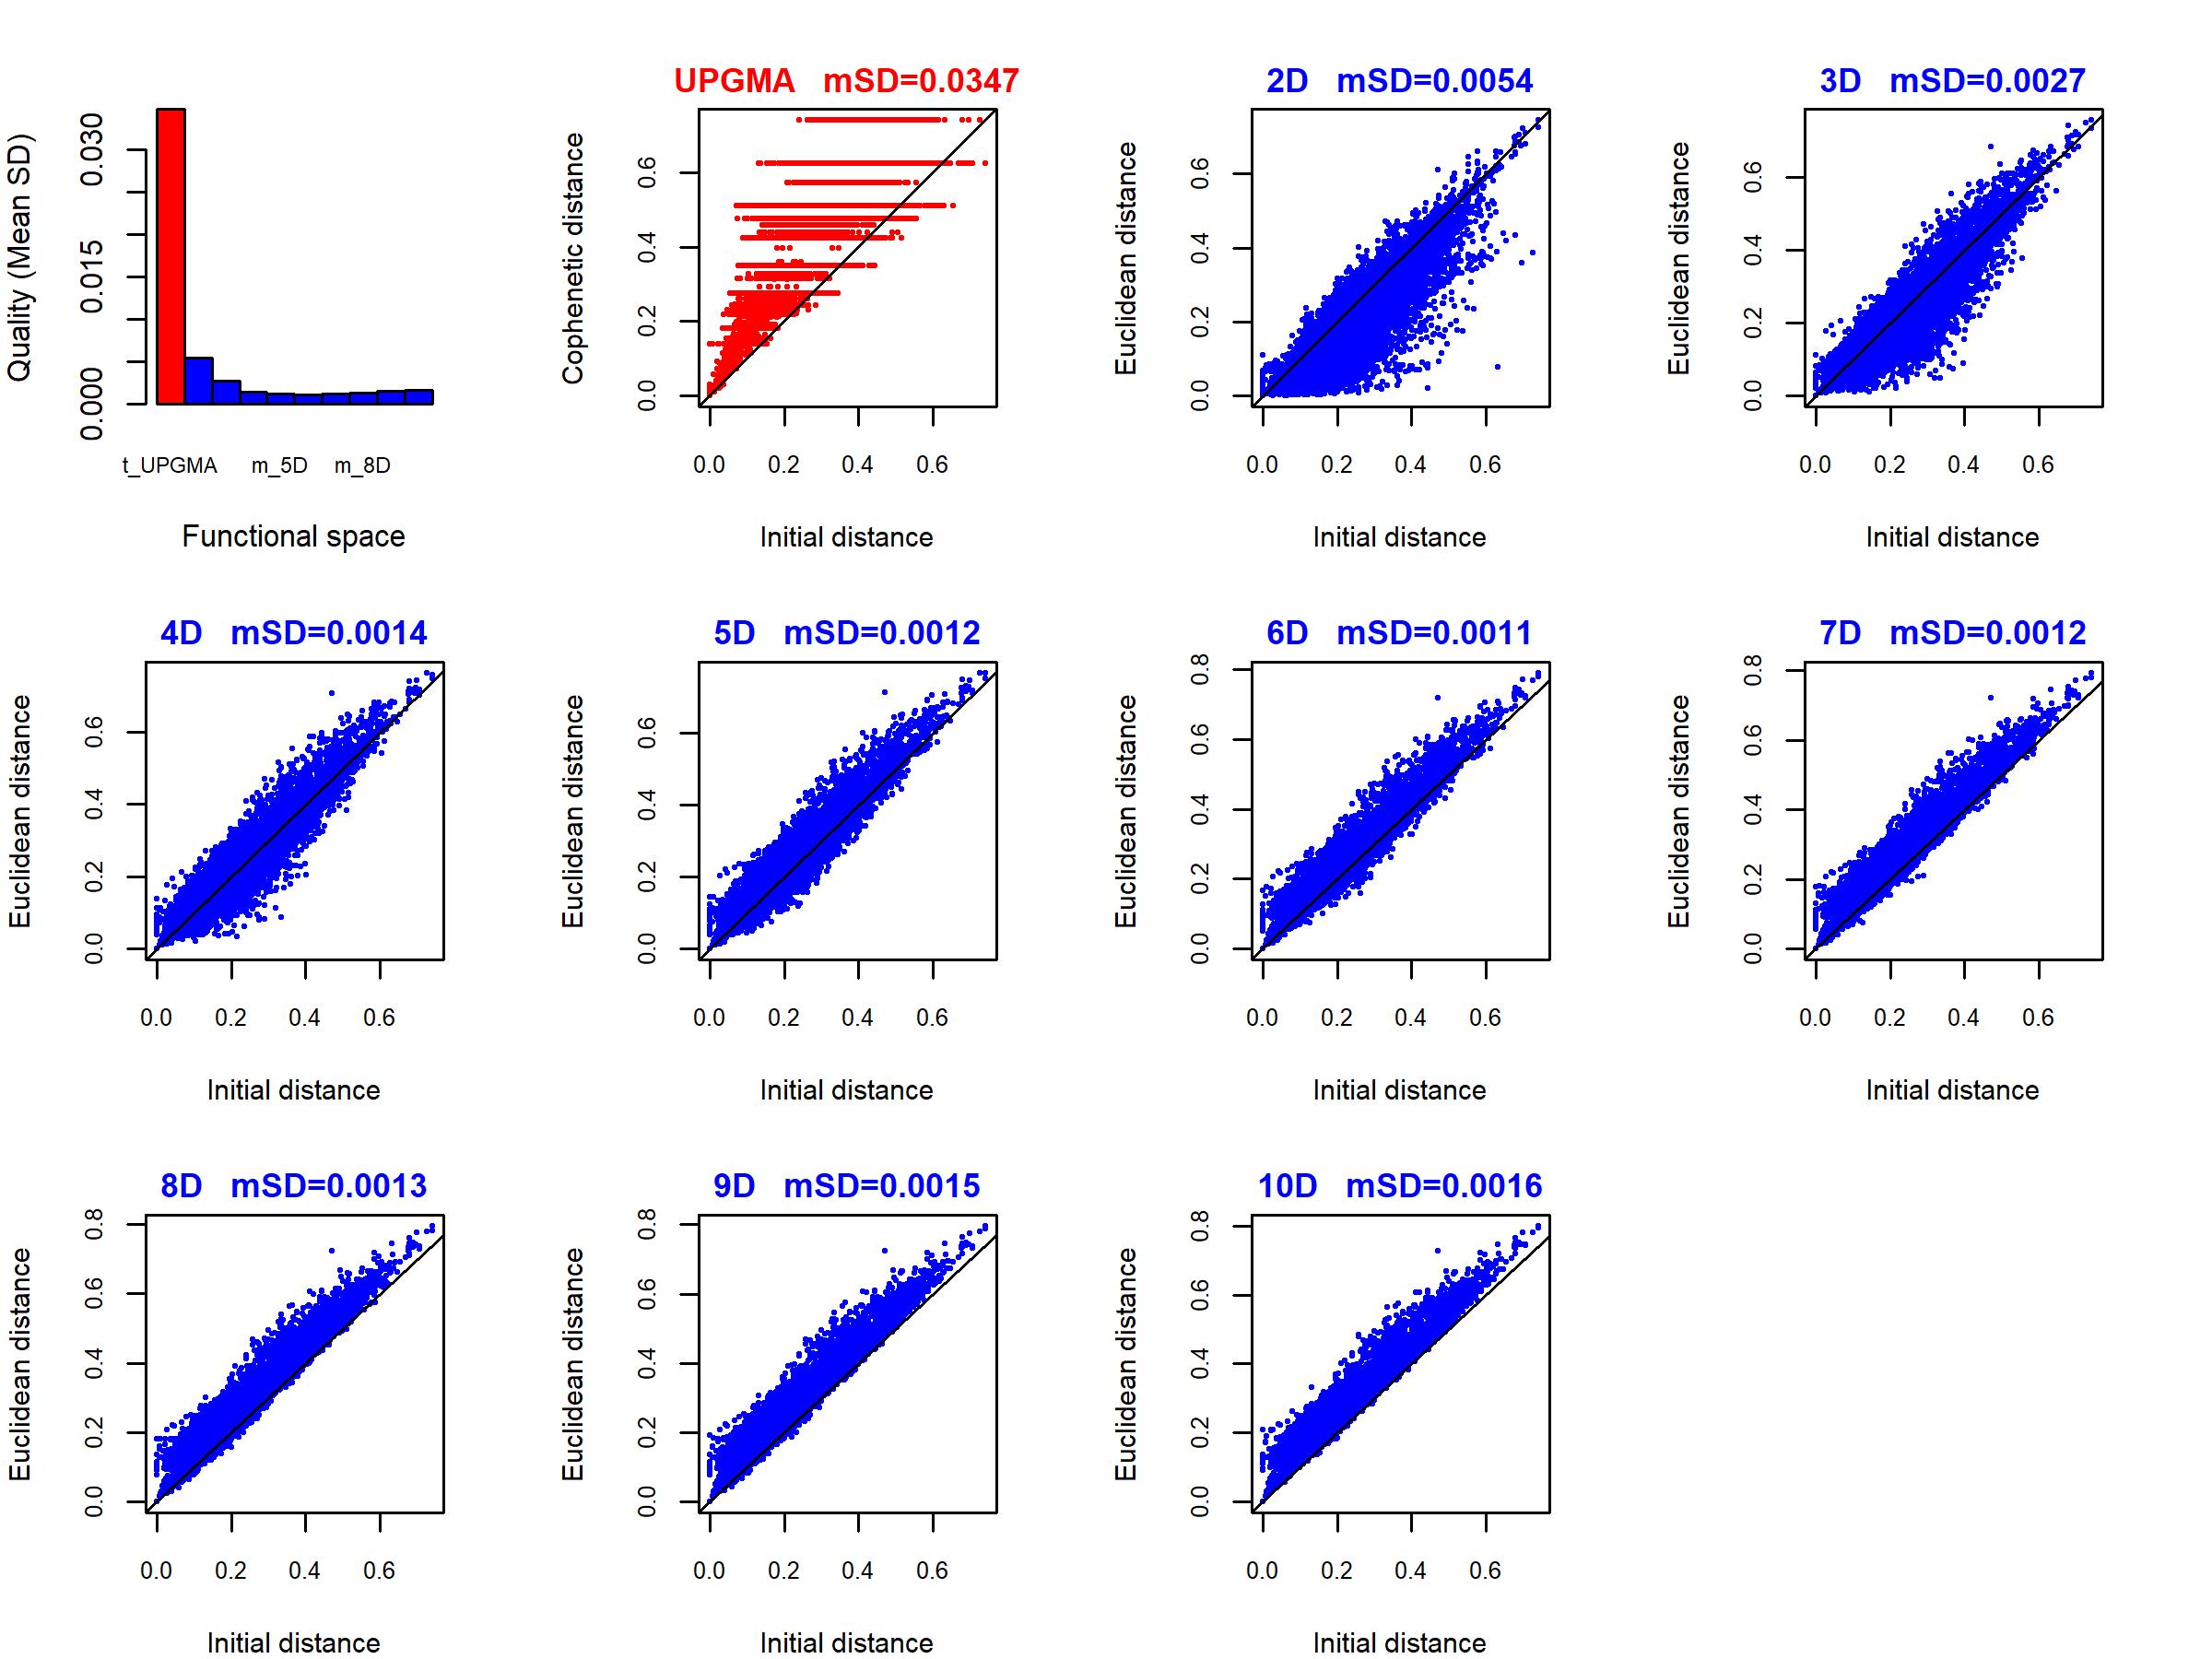 Quality (Mean SD)
0.000 0.015 0.030
t_UPGMA m_5D m_8D
Functional space
UPGMA mSD=0.0347
Cophenetic distance
0.0 0.2 0.4 0.6
0.0 0.2 0.4 0.6
Initial distance
2D mSD=0.0054
Euclidean distance
0.0 0.2 0.4 0.6
0.0 0.2 0.4 0.6
Initial distance
3D mSD=0.0027
Euclidean distance
0.0 0.2 0.4 0.6
0.0 0.2 0.4 0.6
Initial distance
4D mSD=0.0014
Euclidean distance
0.0 0.2 0.4 0.6
0.0 0.2 0.4 0.6
Initial distance
5D mSD=0.0012
Euclidean distance
0.0 0.2 0.4 0.6
0.0 0.2 0.4 0.6
Initial distance
6D mSD=0.0011
Euclidean distance
0.0 0.2 0.4 0.6 0.8
0.0 0.2 0.4 0.6
Initial distance
7D mSD=0.0012
Euclidean distance
0.0 0.2 0.4 0.6 0.8
0.0 0.2 0.4 0.6
Initial distance
8D mSD=0.0013
Euclidean distance
0.0 0.2 0.4 0.6 0.8
0.0 0.2 0.4 0.6
Initial distance
9D mSD=0.0015
Euclidean distance
0.0 0.2 0.4 0.6 0.8
0.0 0.2 0.4 0.6
Initial distance
10D mSD=0.0016
Euclidean distance
0.0 0.2 0.4 0.6 0.8
0.0 0.2 0.4 0.6
Initial distance